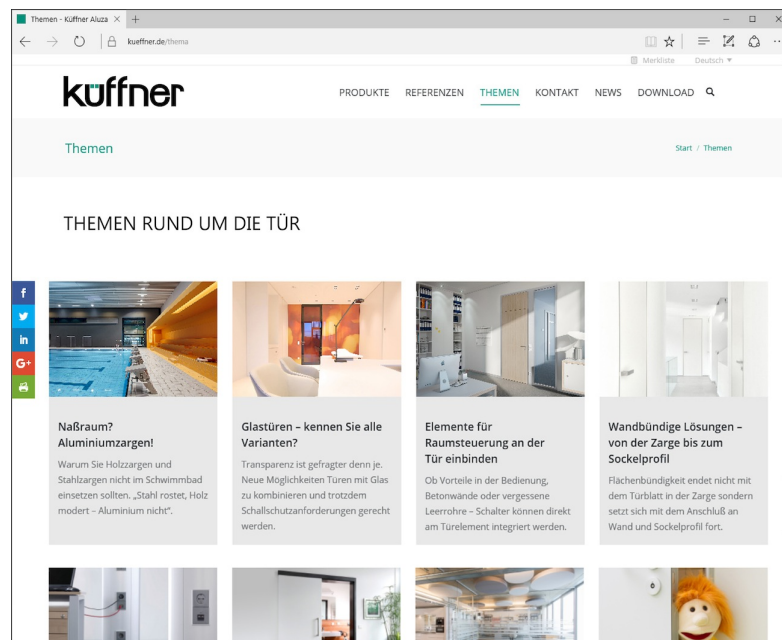 Themen - Küffner Aluza
kueffner.de/thema
Merkliste Deutsch
küffner
PRODUKTE REFERENZEN THEMEN KONTAKT NEWS DOWNLOAD
Themen
Start / Themen
THEMEN RUND UM DIE TÜR
f
in
G+
Naßraum?
Aluminiumzargen!
Warum Sie Holzzargen und
Stahlzargen nicht im Schwimmbad
einsetzen sollten. „Stahl rostet, Holz
modert – Aluminium nicht".
Glastüren – kennen Sie alle
Varianten?
Transparenz ist gefragter denn je.
Neue Möglichkeiten Türen mit Glas
zu kombinieren und trotzdem
Schallschutzanforderungen gerecht
werden.
Elemente für
Raumsteuerung an der
Tür einbinden
Ob Vorteile in der Bedienung,
Betonwände oder vergessene
Leerrohre – Schalter können direkt
am Türelement integriert werden.
Wandbündige Lösungen –
von der Zarge bis zum
Sockelprofil
Flächenbündigkeit endet nicht mit
dem Türblatt in der Zarge sondern
setzt sich mit dem Anschluß an
Wand und Sockelprofil fort.